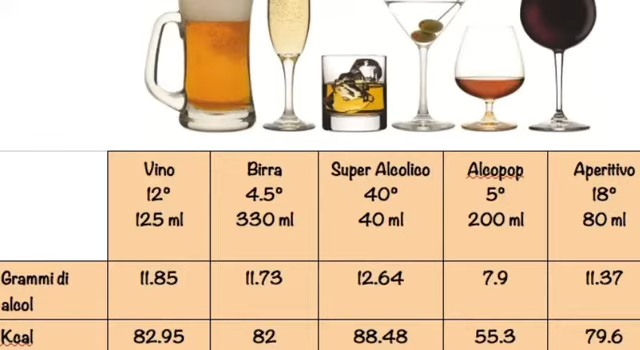 Vino Birra Super Alcolico Alcopop Aperitivo
12° 4.5° 40° 5° 18°
125 ml 330 ml 40 ml 200 ml 80 ml
Grammi di alcol 11.85 11.73 12.64 7.9 11.37
Kcal 82.95 82 88.48 55.3 79.6